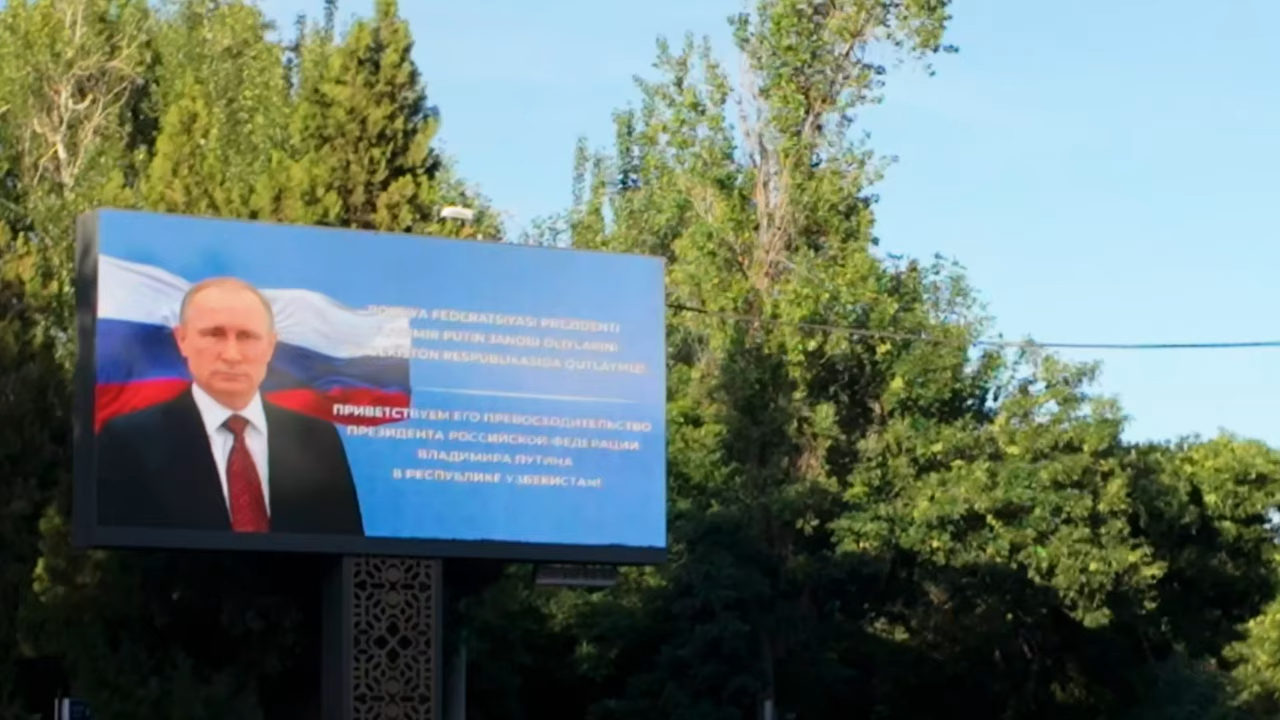 FEDERATSIYASI PREZIDENTI
PUTIN JANOBI OLIYLARINI
RESPUBLIKASIDA QUTLAYMIZ!
ПРИВЕТСТВУЕМ ЕГО ПРЕВОСХОДИТЕЛЬСТВО
ПРЕЗИДЕНТА РОССИЙСКОЙ ФЕДЕРАЦИИ
ВЛАДИМИРА ПУТИНА
В РЕСПУБЛИКЕ УЗБЕКИСТАН!